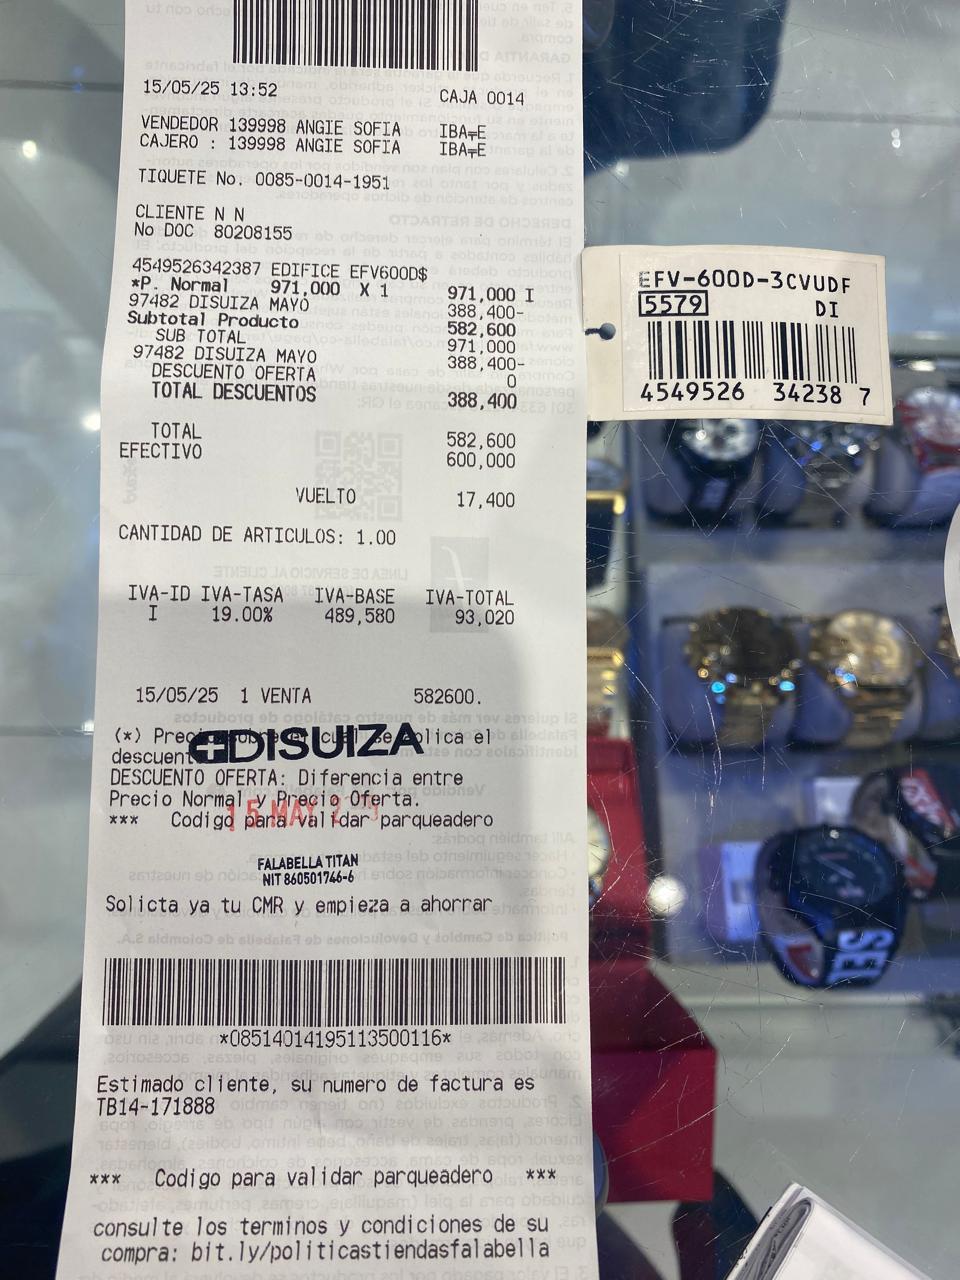 15/05/25 13:52 CAJA 0014
VENDEDOR 139998 ANGIE SOFIA
CAJERO : 139998 ANGIE SOFIA
TIQUETE No. 0085-0014-1951
CLIENTE N N
No DOC 80208155
4549526342387 EDIFICE EFV600D$
*P. Normal 971,000 X 1 971,000 I
97482 DISUIZA MAYO 388,400-
Subtotal Producto 582,600
SUB TOTAL 971,000
97482 DISUIZA MAYO 388,400-
DESCUENTO OFERTA 0
TOTAL DESCUENTOS 388,400
TOTAL 582,600
EFECTIVO 600,000
VUELTO 17,400
CANTIDAD DE ARTICULOS: 1.00
IVA-ID IVA-TASA IVA-BASE IVA-TOTAL
I 19.00% 489,580 93,020
15/05/25 1 VENTA 582600.
(*) el
DISUIZA
DESCUENTO OFERTA: Diferencia entre
Precio Normal y Precio Oferta.
15 MAY
*** Codigo para validar parqueadero
FALABELLA TITAN
NIT 860501746-6
Solicta ya tu CMR y empieza a ahorrar
*085140141951135001​16*
Estimado cliente, su numero de factura es
TB14-171888
*** Codigo para validar parqueadero ***
consulte los terminos y condiciones de su
compra: bit.ly/politicastiendasfalabella
EFV-600D-3CVUDF
5579 DI
4549526 34238 7
SEL